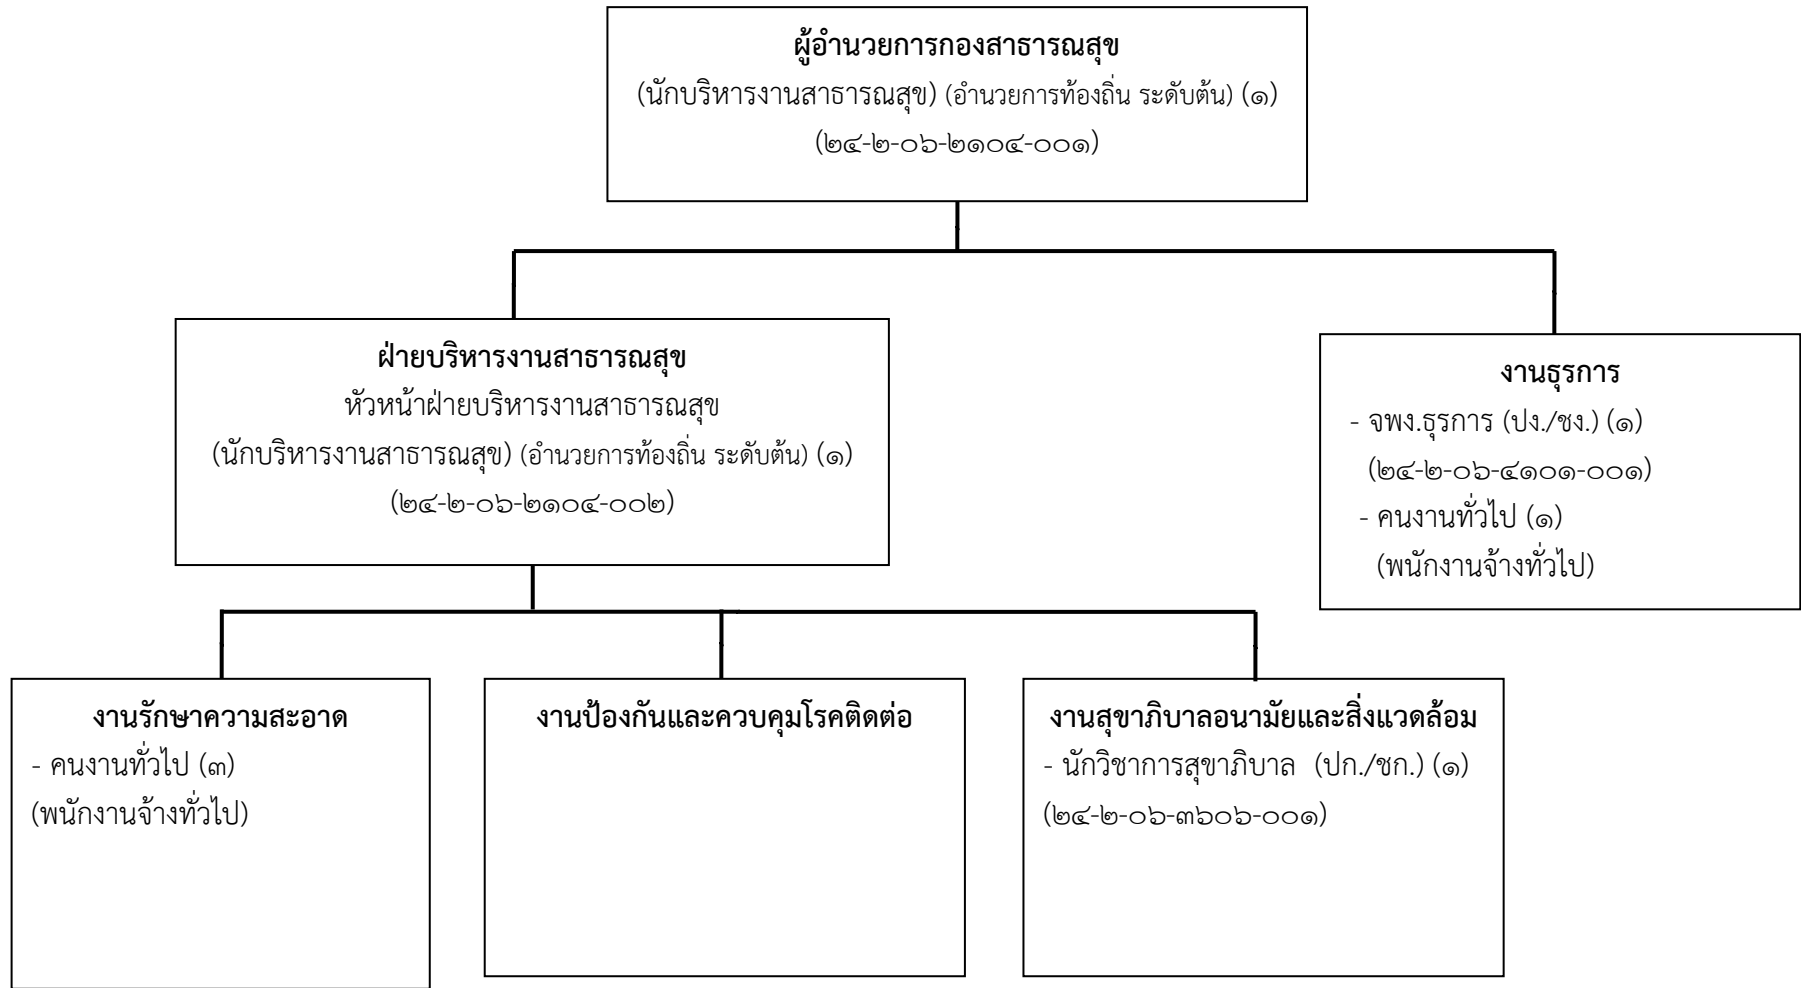 ผู้อำนวยการกองสาธารณสุข
(นักบริหารงานสาธารณสุข) (อำนวยการท้องถิ่น ระดับต้น) (๑)
(๒๔-๒-๐๖-๒๑๐๔-๐๐๑)
ฝ่ายบริหารงานสาธารณสุข
หัวหน้าฝ่ายบริหารงานสาธารณสุข
(นักบริหารงานสาธารณสุข) (อำนวยการท้องถิ่น ระดับต้น) (๑)
(๒๔-๒-๐๖-๒๑๐๔-๐๐๒)
งานธุรการ
- จพง.ธุรการ (ปง./ชง.) (๑)
(๒๔-๒-๐๖-๔๑๐๑-๐๐๑)
- คนงานทั่วไป (๑)
(พนักงานจ้างทั่วไป)
งานรักษาความสะอาด
- คนงานทั่วไป (๓)
(พนักงานจ้างทั่วไป)
งานป้องกันและควบคุมโรคติดต่อ
งานสุขาภิบาลอนามัยและสิ่งแวดล้อม
- นักวิชาการสุขาภิบาล (ปก./ชก.) (๑)
(๒๔-๒-๐๖-๓๖๐๖-๐๐๑)